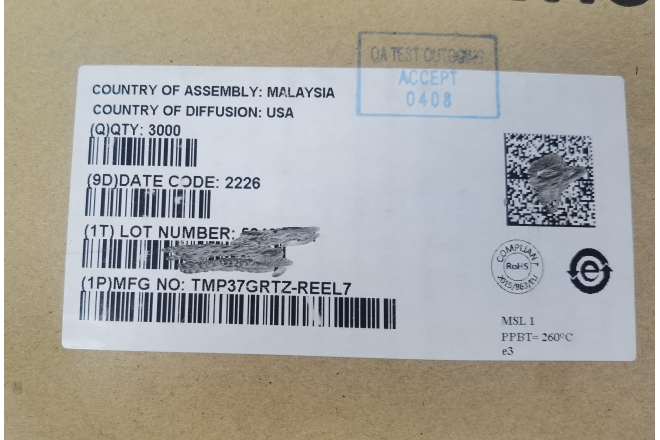 QA TEST OUTGOING
ACCEPT
0408
COUNTRY OF ASSEMBLY: MALAYSIA
COUNTRY OF DIFFUSION: USA
(Q)QTY: 3000
(9D)DATE CODE: 2226
(1T) LOT NUMBER:
(1P)MFG NO: TMP37GRTZ-REEL7
COMPLIANT
RoHS
2015/863/EU
e
MSL 1
PPBT= 260°C
e3